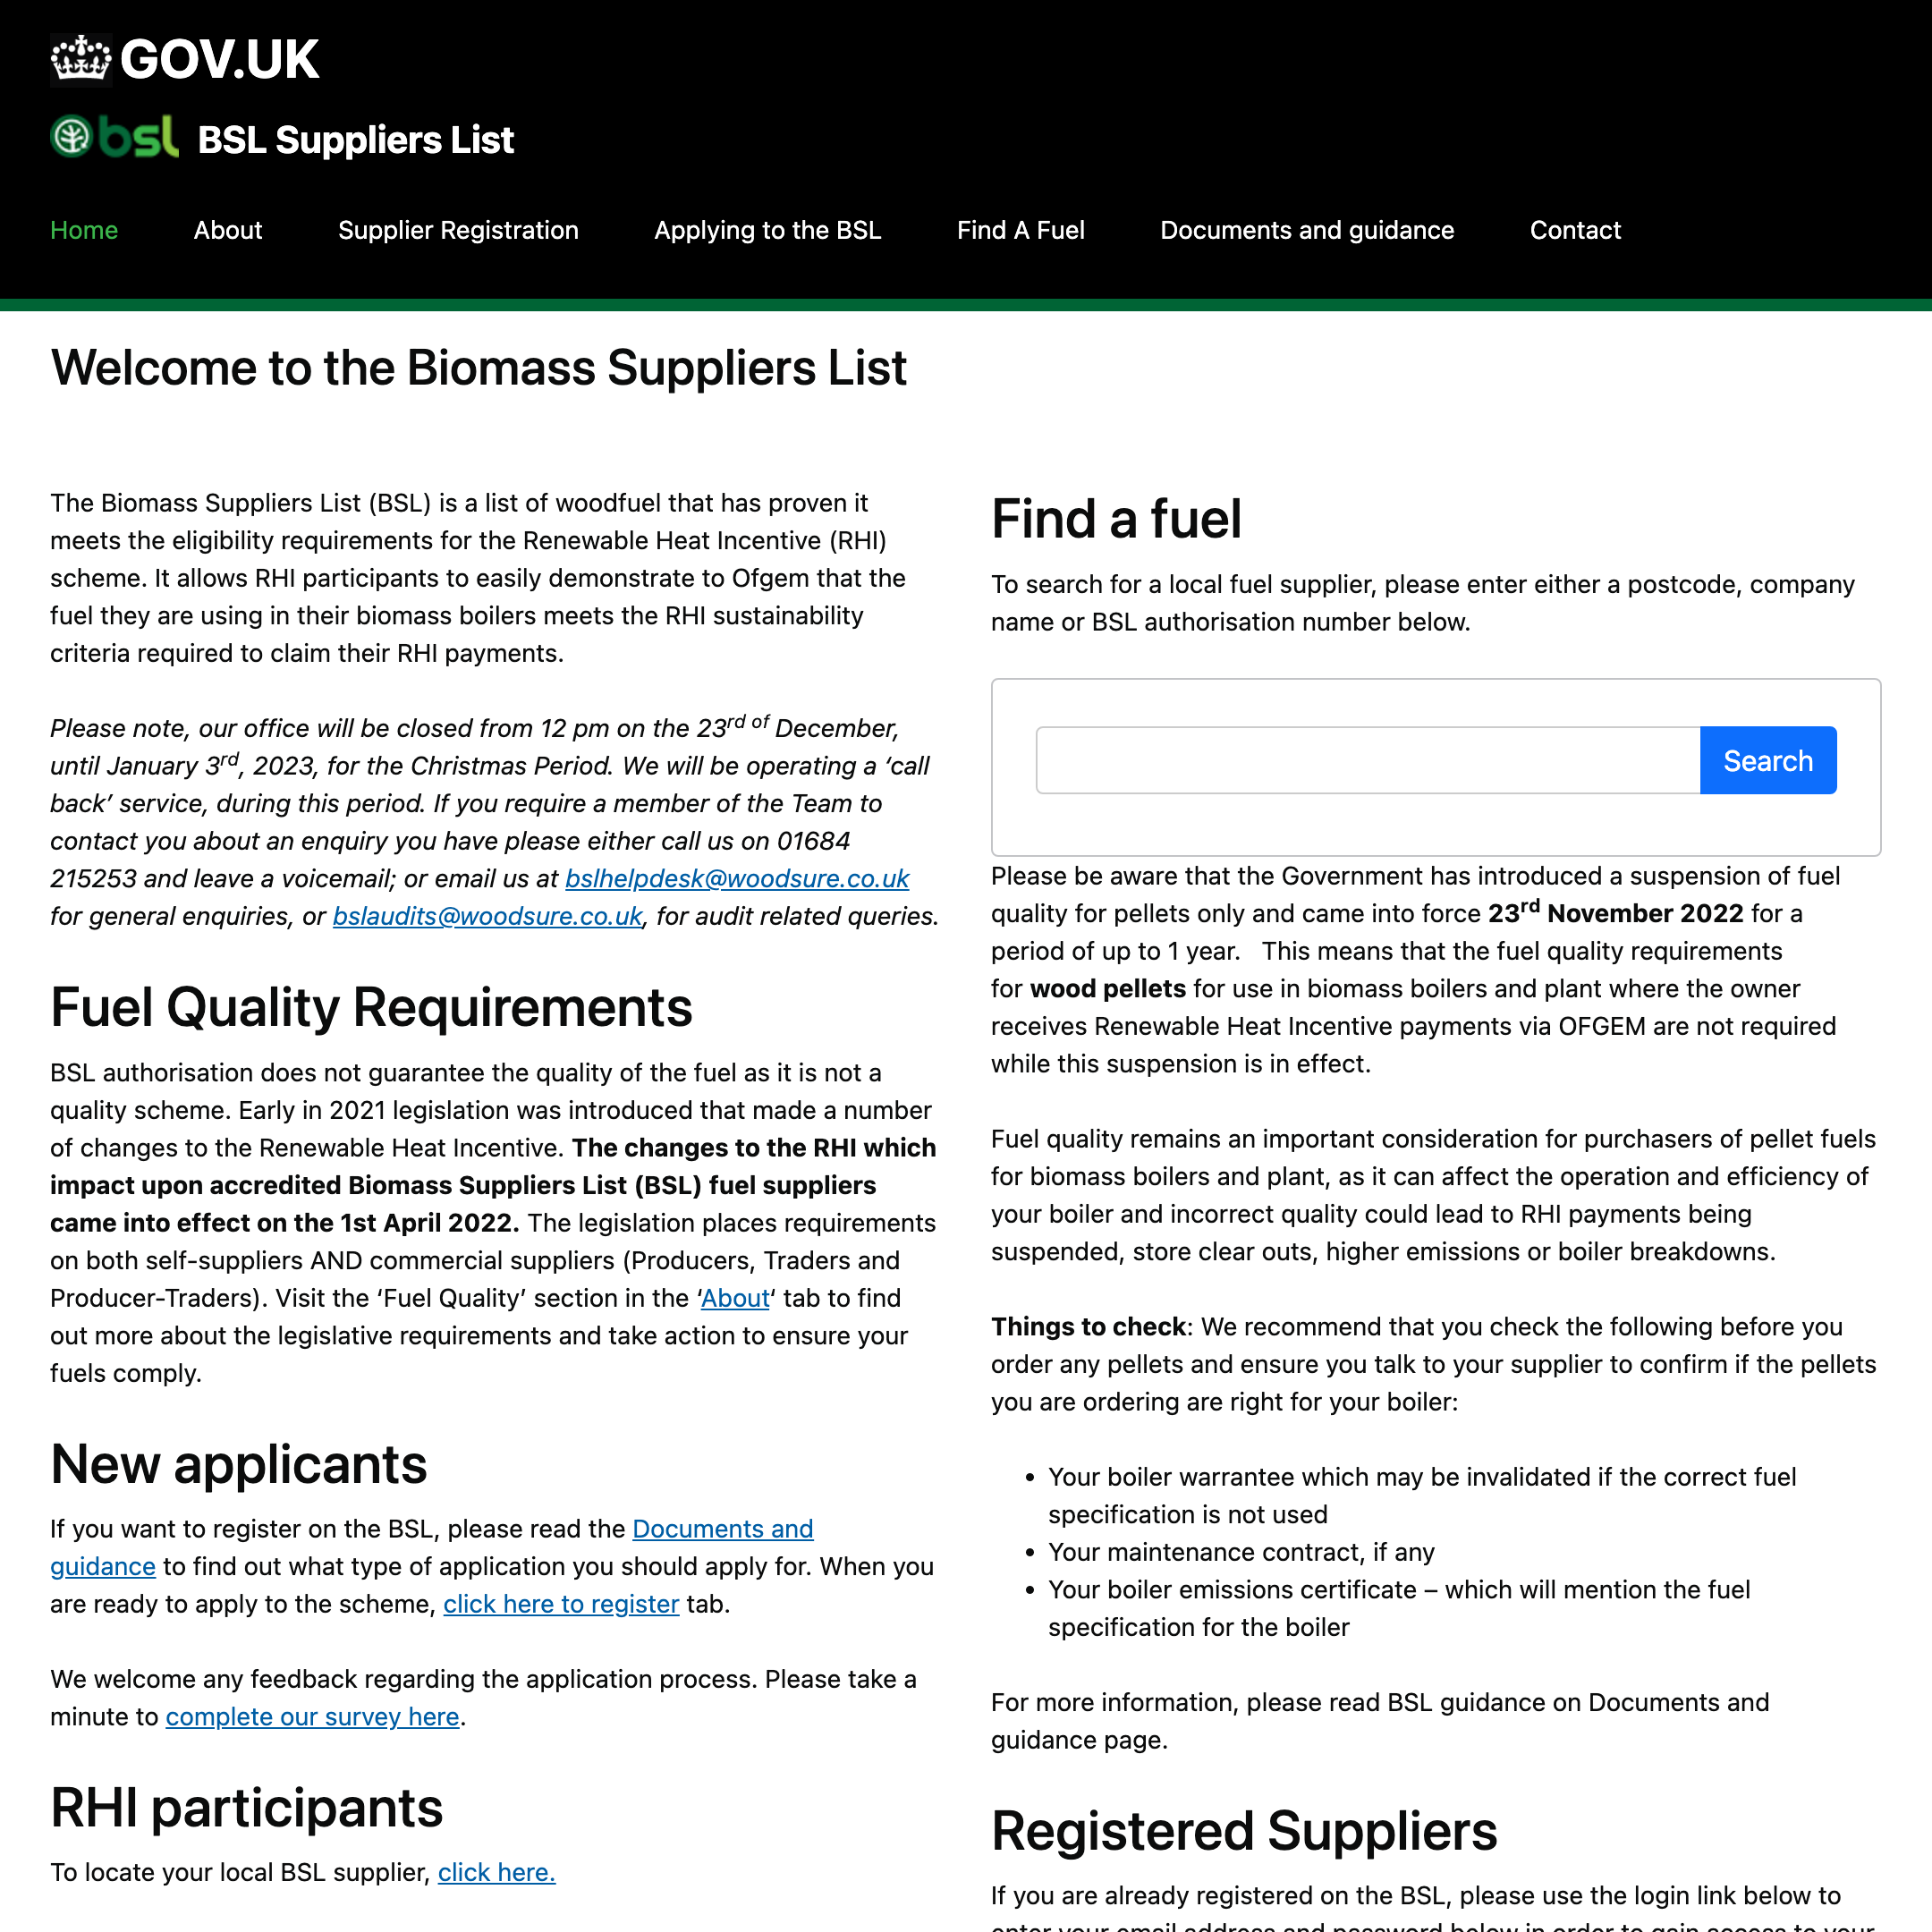 GOV.UK
bsl BSL Suppliers List
Home About Supplier Registration Applying to the BSL Find A Fuel Documents and guidance Contact
Welcome to the Biomass Suppliers List
The Biomass Suppliers List (BSL) is a list of woodfuel that has proven it
meets the eligibility requirements for the Renewable Heat Incentive (RHI)
scheme. It allows RHI participants to easily demonstrate to Ofgem that the
fuel they are using in their biomass boilers meets the RHI sustainability
criteria required to claim their RHI payments.
Please note, our office will be closed from 12 pm on the 23rd of December,
until January 3rd, 2023, for the Christmas Period. We will be operating a ‘call
back’ service, during this period. If you require a member of the Team to
contact you about an enquiry you have please either call us on 01684
215253 and leave a voicemail; or email us at bslhelpdesk@woodsure.co.uk
for general enquiries, or bslaudits@woodsure.co.uk, for audit related queries.
Fuel Quality Requirements
BSL authorisation does not guarantee the quality of the fuel as it is not a
quality scheme. Early in 2021 legislation was introduced that made a number
of changes to the Renewable Heat Incentive. The changes to the RHI which
impact upon accredited Biomass Suppliers List (BSL) fuel suppliers
came into effect on the 1st April 2022. The legislation places requirements
on both self-suppliers AND commercial suppliers (Producers, Traders and
Producer-Traders). Visit the ‘Fuel Quality’ section in the ‘About‘ tab to find
out more about the legislative requirements and take action to ensure your
fuels comply.
New applicants
If you want to register on the BSL, please read the Documents and
guidance to find out what type of application you should apply for. When you
are ready to apply to the scheme, click here to register tab.
We welcome any feedback regarding the application process. Please take a
minute to complete our survey here.
RHI participants
To locate your local BSL supplier, click here.
Find a fuel
To search for a local fuel supplier, please enter either a postcode, company
name or BSL authorisation number below.
Search
Please be aware that the Government has introduced a suspension of fuel
quality for pellets only and came into force 23rd November 2022 for a
period of up to 1 year. This means that the fuel quality requirements
for wood pellets for use in biomass boilers and plant where the owner
receives Renewable Heat Incentive payments via OFGEM are not required
while this suspension is in effect.
Fuel quality remains an important consideration for purchasers of pellet fuels
for biomass boilers and plant, as it can affect the operation and efficiency of
your boiler and incorrect quality could lead to RHI payments being
suspended, store clear outs, higher emissions or boiler breakdowns.
Things to check: We recommend that you check the following before you
order any pellets and ensure you talk to your supplier to confirm if the pellets
you are ordering are right for your boiler:
• Your boiler warrantee which may be invalidated if the correct fuel
specification is not used
• Your maintenance contract, if any
• Your boiler emissions certificate – which will mention the fuel
specification for the boiler
For more information, please read BSL guidance on Documents and
guidance page.
Registered Suppliers
If you are already registered on the BSL, please use the login link below to
enter your email address and password below in order to gain access to your